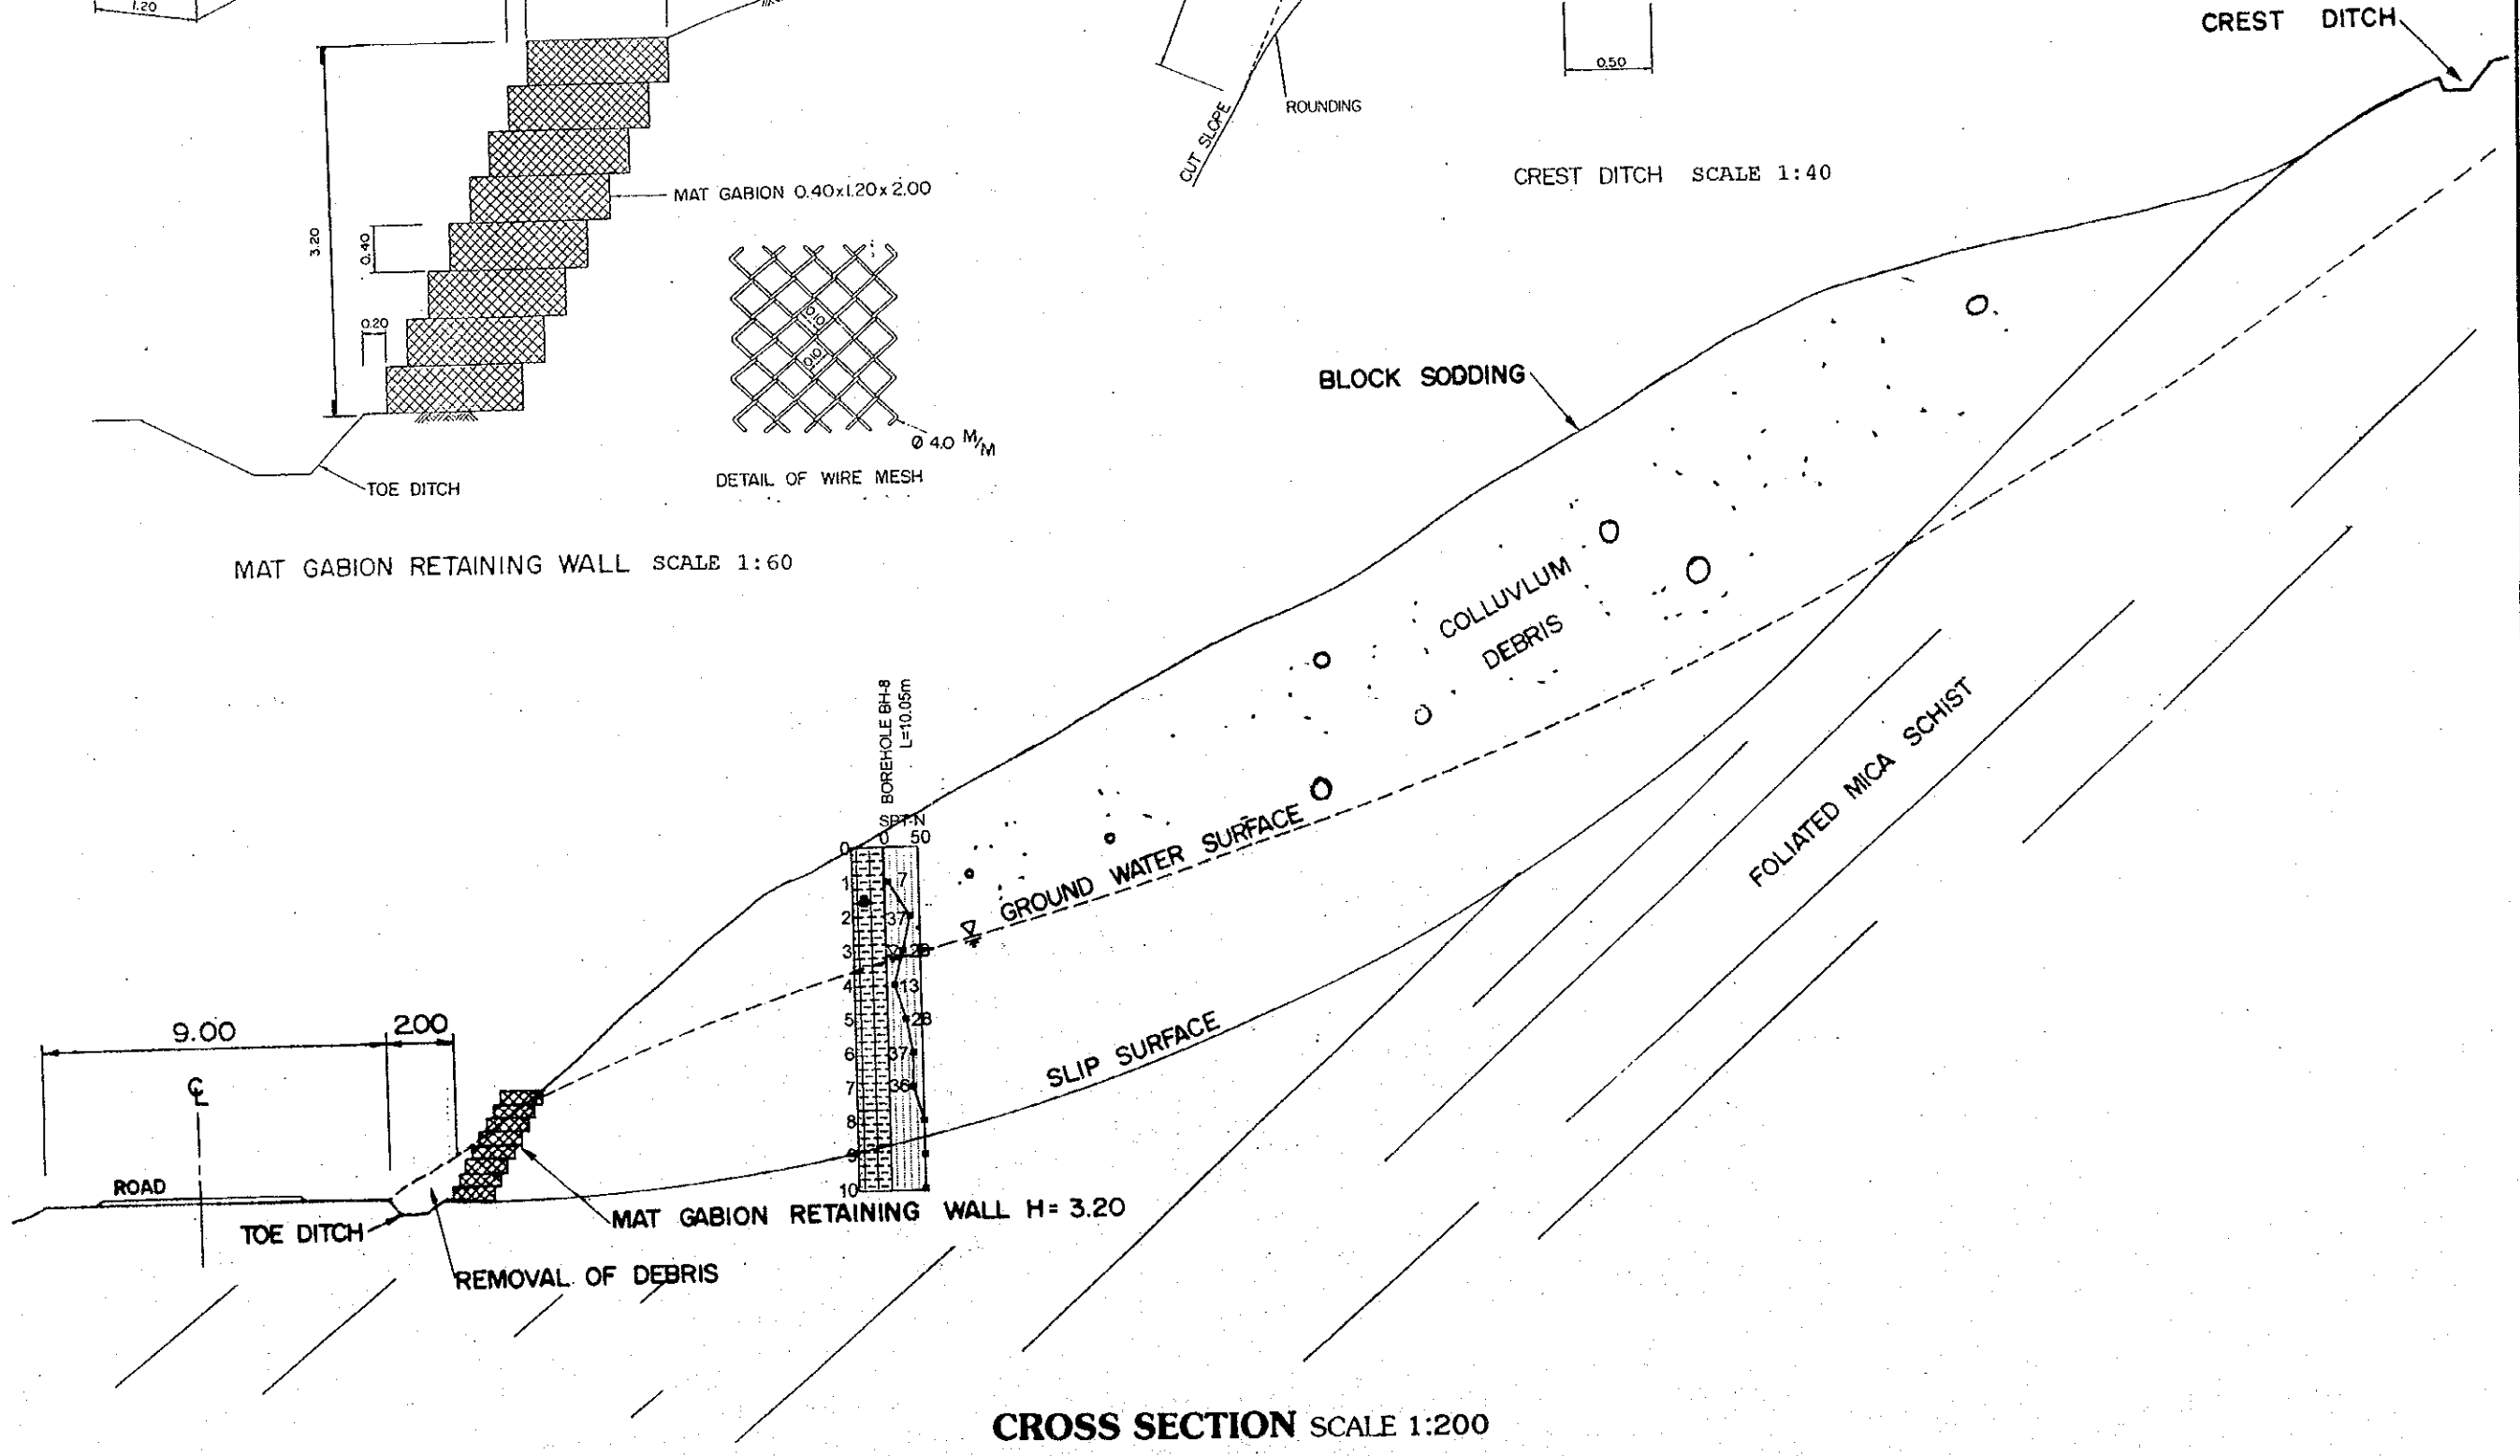 1.20
3.20
0.40
0.20
MAT GABION 0.40x1.20x2.00
0.10
0.10
Ø 4.0 M/M
DETAIL OF WIRE MESH
TOE DITCH
MAT GABION RETAINING WALL SCALE 1:60
CUT SLOPE
ROUNDING
0.50
CREST DITCH SCALE 1:40
CREST DITCH
BLOCK SODDING
COLLUVLUM
DEBRIS
FOLIATED MICA SCHIST
BOREHOLE BH-8
L=10.05m
SPT-N
0 50
0
1 7
2 37
3
4 13
5 28
6 37
7 36
8
9
10
GROUND WATER SURFACE
SLIP SURFACE
9.00
2.00
CL
ROAD
TOE DITCH
MAT GABION RETAINING WALL H= 3.20
REMOVAL OF DEBRIS
CROSS SECTION SCALE 1:200